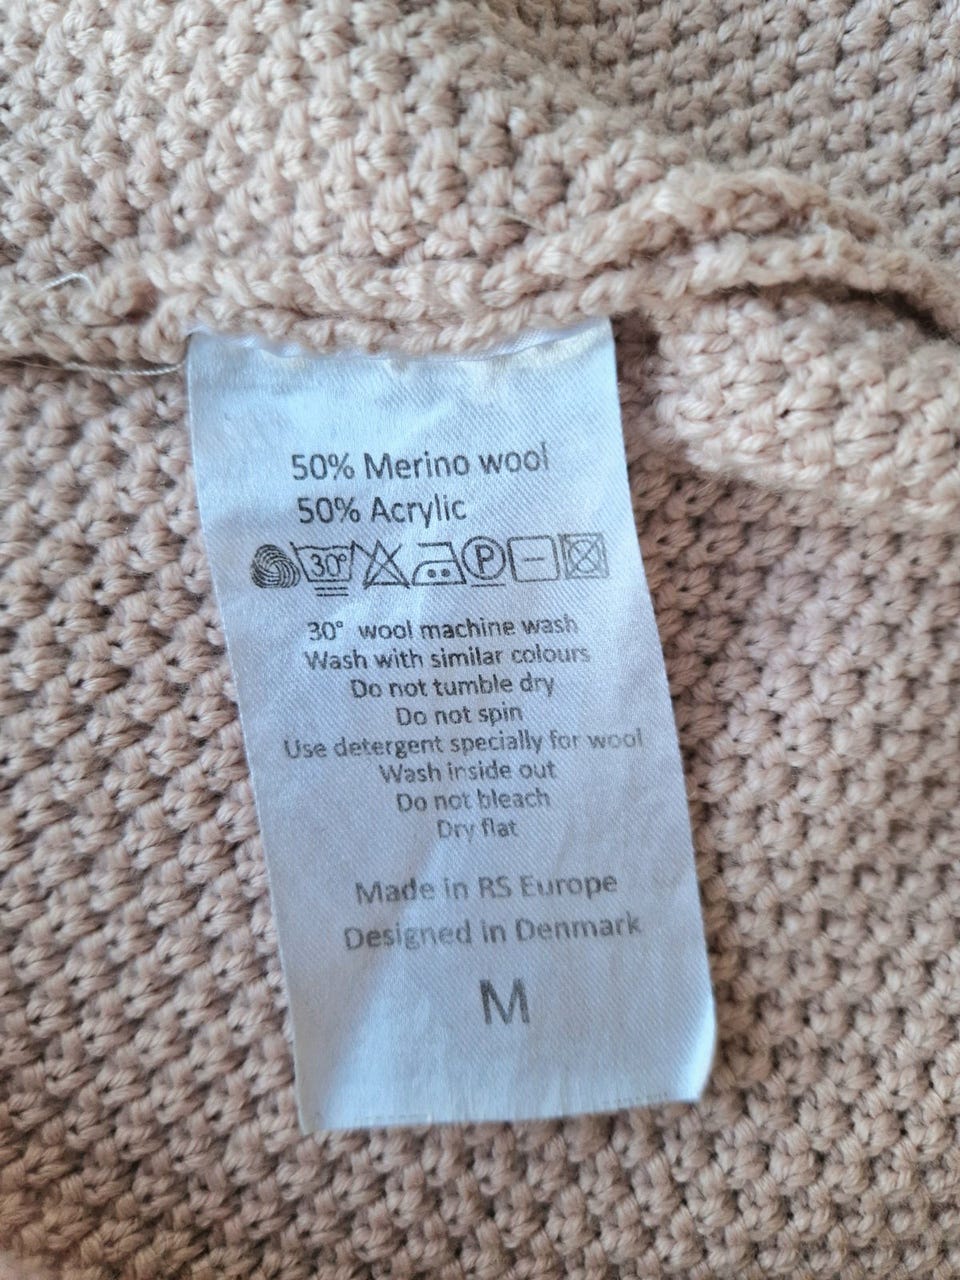 50% Merino wool
50% Acrylic
30° P
30° wool machine wash
Wash with similar colours
Do not tumble dry
Do not spin
Use detergent specially for wool
Wash inside out
Do not bleach
Dry flat
Made in RS Europe
Designed in Denmark
M